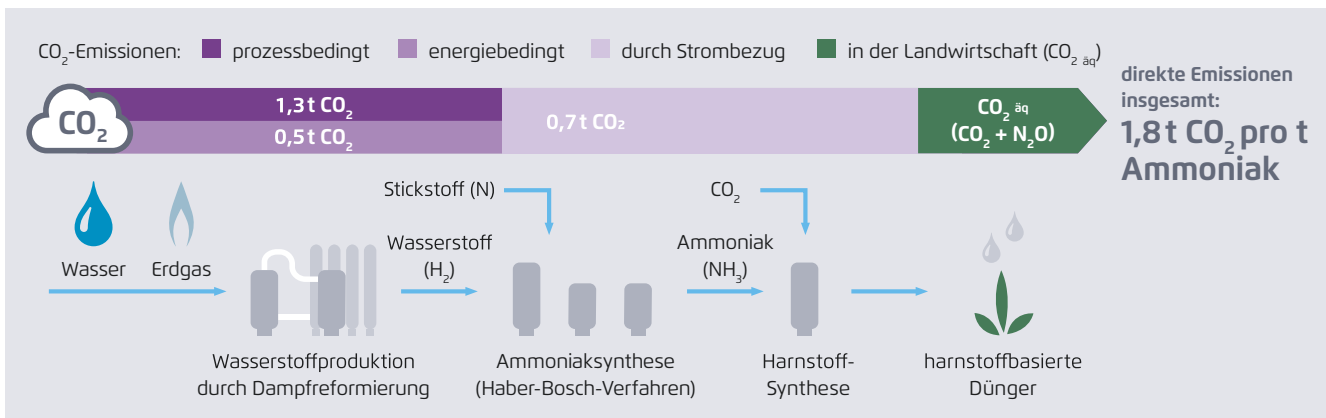 CO₂-Emissionen: prozessbedingt energiebedingt durch Strombezug in der Landwirtschaft (CO₂ äq)
direkte Emissionen
insgesamt:
1,8 t CO₂ pro t
Ammoniak
CO₂
1,3 t CO₂
0,5 t CO₂
0,7 t CO₂
CO₂ äq
(CO₂ + N₂O)
Stickstoff (N)
CO₂
Wasser
Erdgas
Wasserstoff
(H₂)
Ammoniak
(NH₃)
Wasserstoffproduktion
durch Dampfreformierung
Ammoniaksynthese
(Haber-Bosch-Verfahren)
Harnstoff-
Synthese
harnstoffbasierte
Dünger